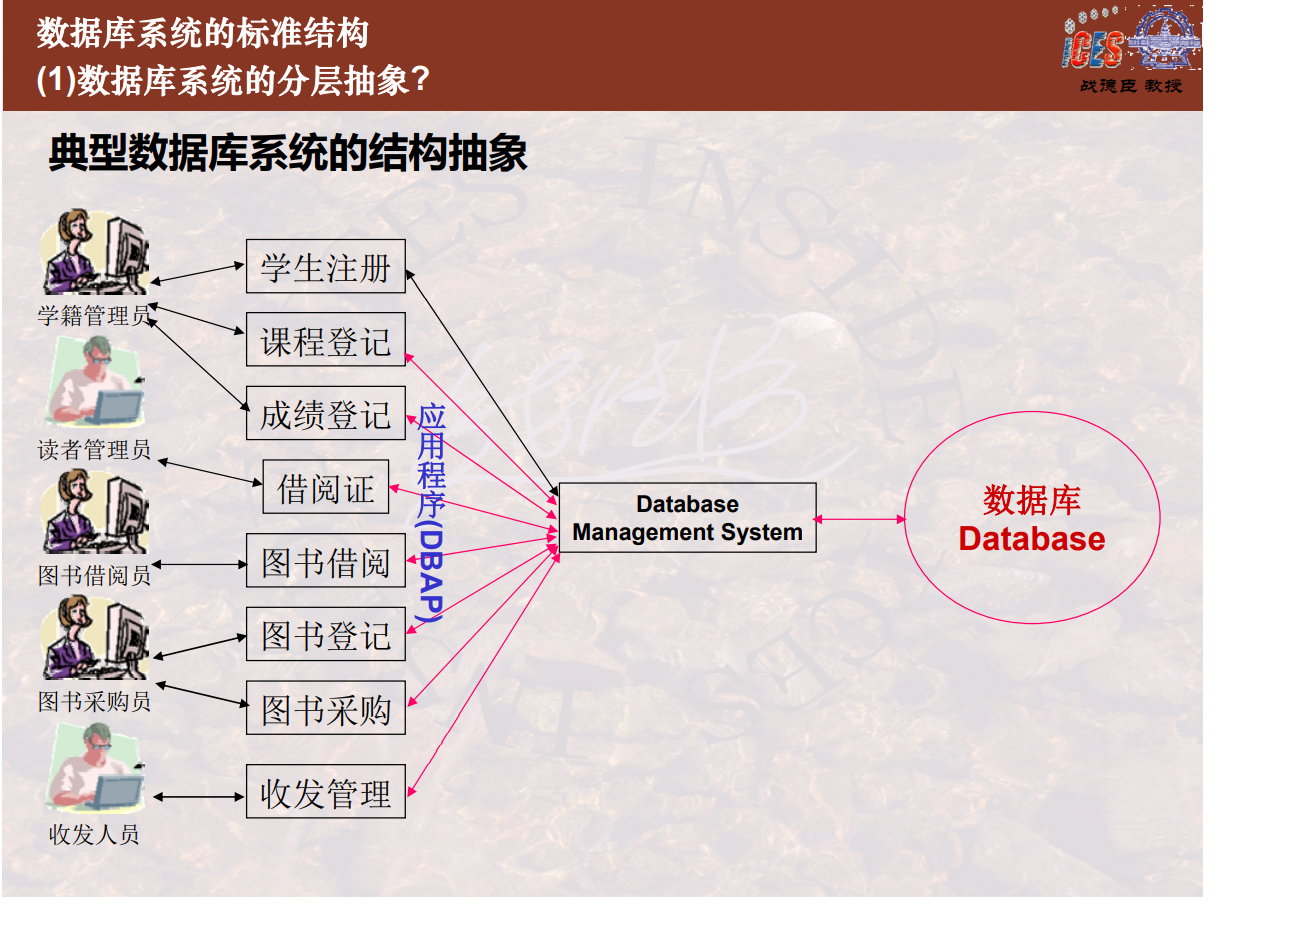 数据库系统的标准结构
(1)数据库系统的分层抽象?
iCES
战德臣 教授
典型数据库系统的结构抽象
学籍管理员
读者管理员
图书借阅员
图书采购员
收发人员
学生注册
课程登记
成绩登记
借阅证
图书借阅
图书登记
图书采购
收发管理
应用程序(DBAP)
Database
Management System
数据库
Database